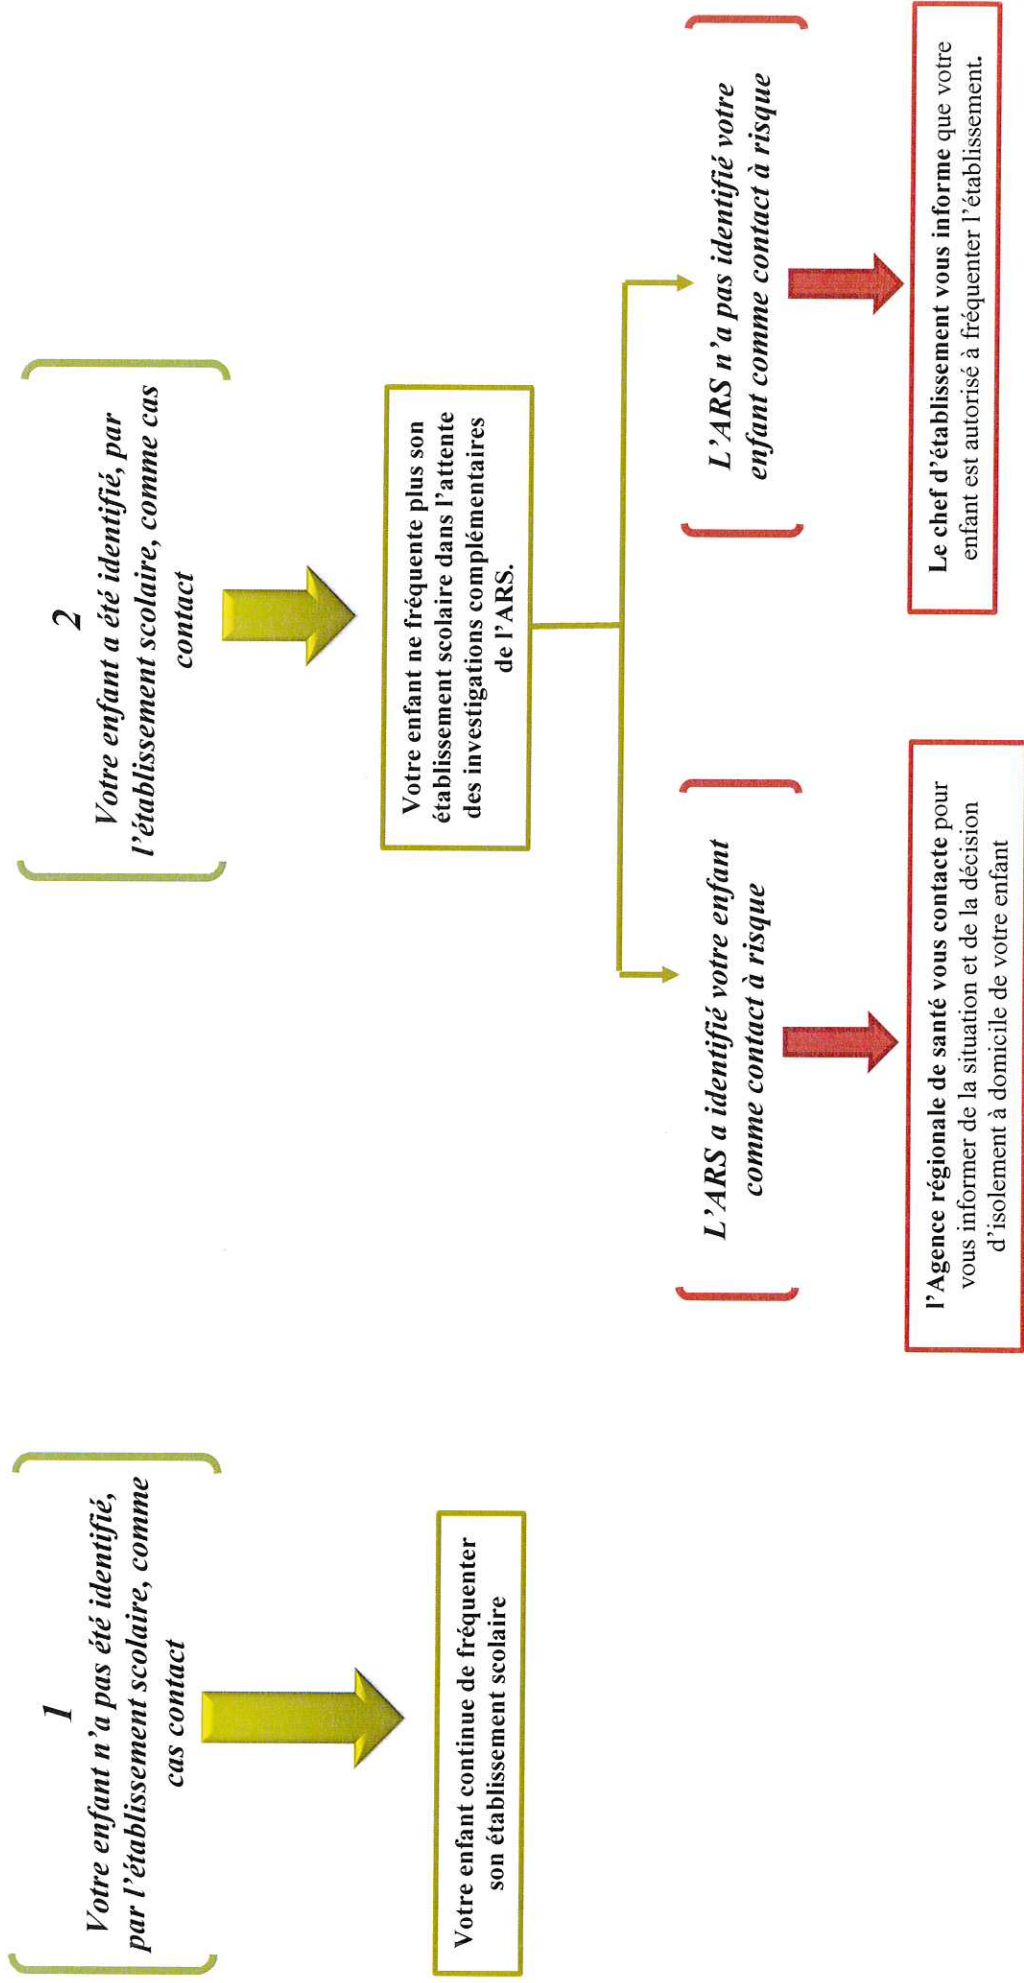 1
Votre enfant n'a pas été identifié,
par l'établissement scolaire, comme
cas contact
Votre enfant continue de fréquenter
son établissement scolaire
2
Votre enfant a été identifié, par
l'établissement scolaire, comme cas
contact
Votre enfant ne fréquente plus son
établissement scolaire dans l'attente
des investigations complémentaires
de l'ARS.
L'ARS a identifié votre enfant
comme contact à risque
l'Agence régionale de santé vous contacte pour
vous informer de la situation et de la décision
d'isolement à domicile de votre enfant
L'ARS n'a pas identifié votre
enfant comme contact à risque
Le chef d'établissement vous informe que votre
enfant est autorisé à fréquenter l'établissement.